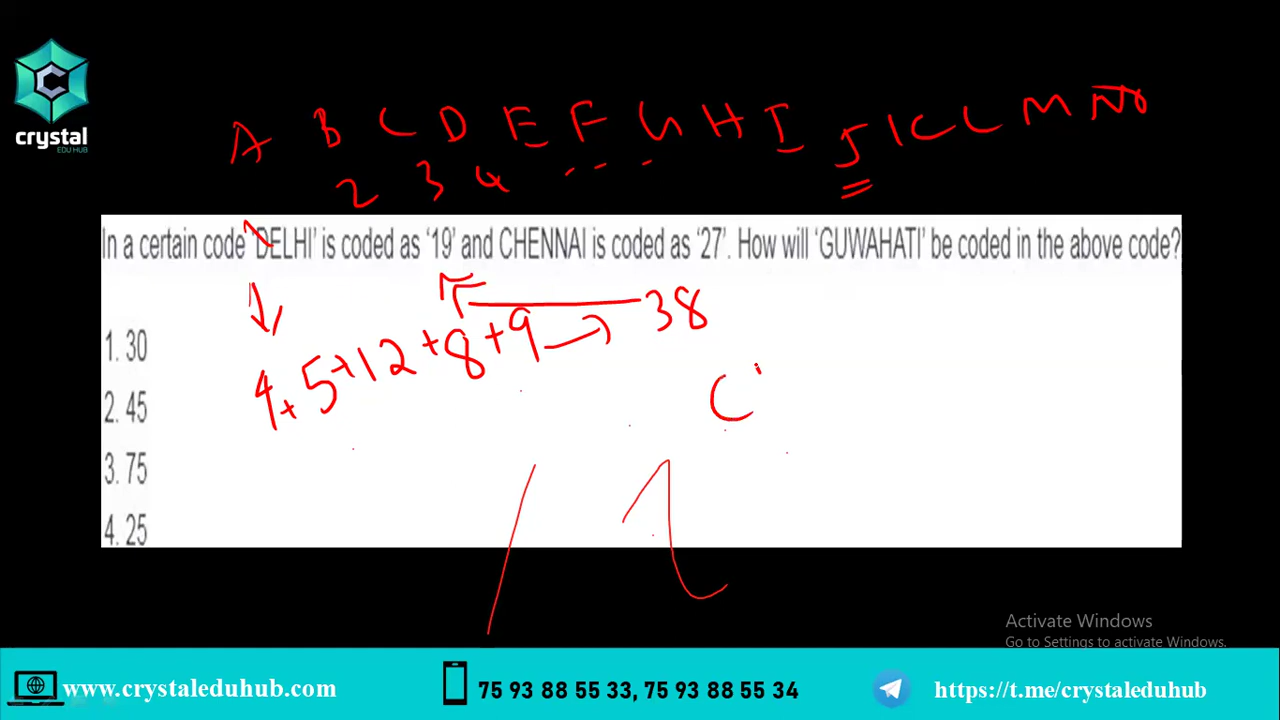 crystal
EDU HUB
A B C D E F G H I J K L M N O
2 3 4
In a certain code 'DELHI' is coded as '19' and CHENNAI is coded as '27'. How will 'GUWAHATI' be coded in the above code?
4+5+12+8+9 → 38
1. 30
C
2. 45
3. 75
4. 25
Activate Windows
Go to Settings to activate Windows.
www.crystaleduhub.com 75 93 88 55 33, 75 93 88 55 34 https://t.me/crystaleduhub